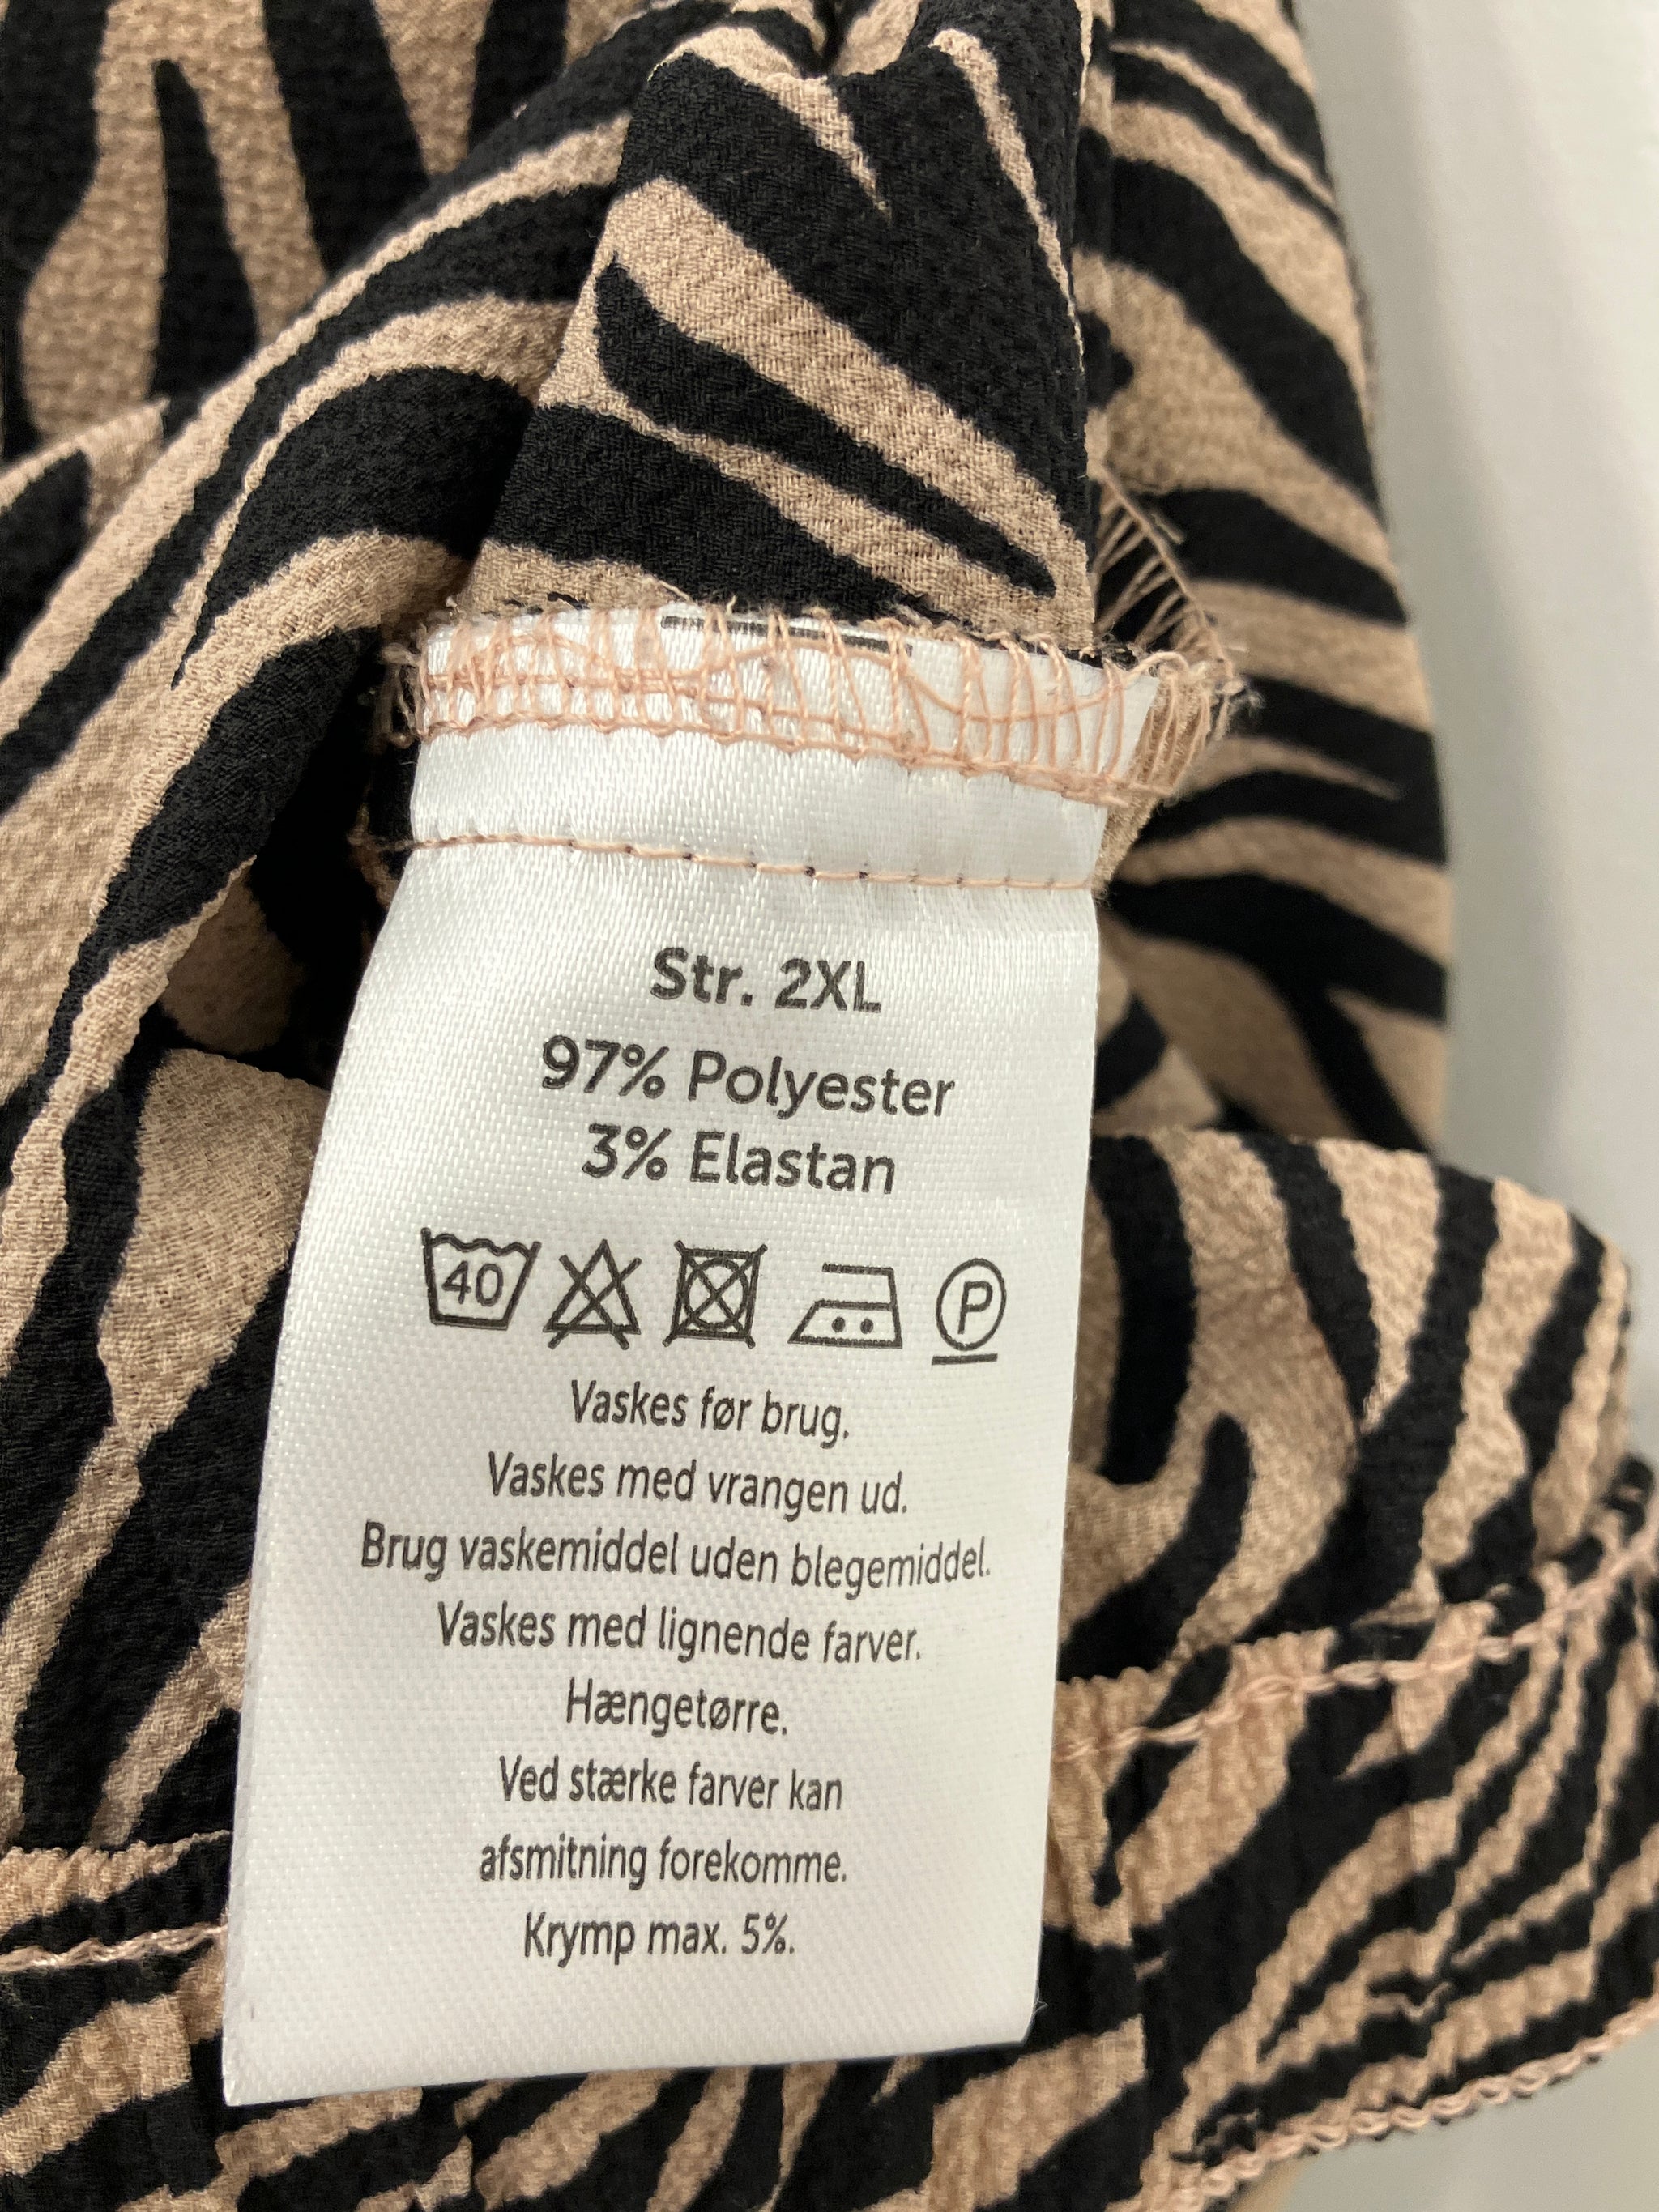 Str. 2XL
97% Polyester
3% Elastan
40 P
Vaskes før brug.
Vaskes med vrangen ud.
Brug vaskemiddel uden blegemiddel.
Vaskes med lignende farver.
Hængetørre.
Ved stærke farver kan
afsmitning forekomme.
Krymp max. 5%.